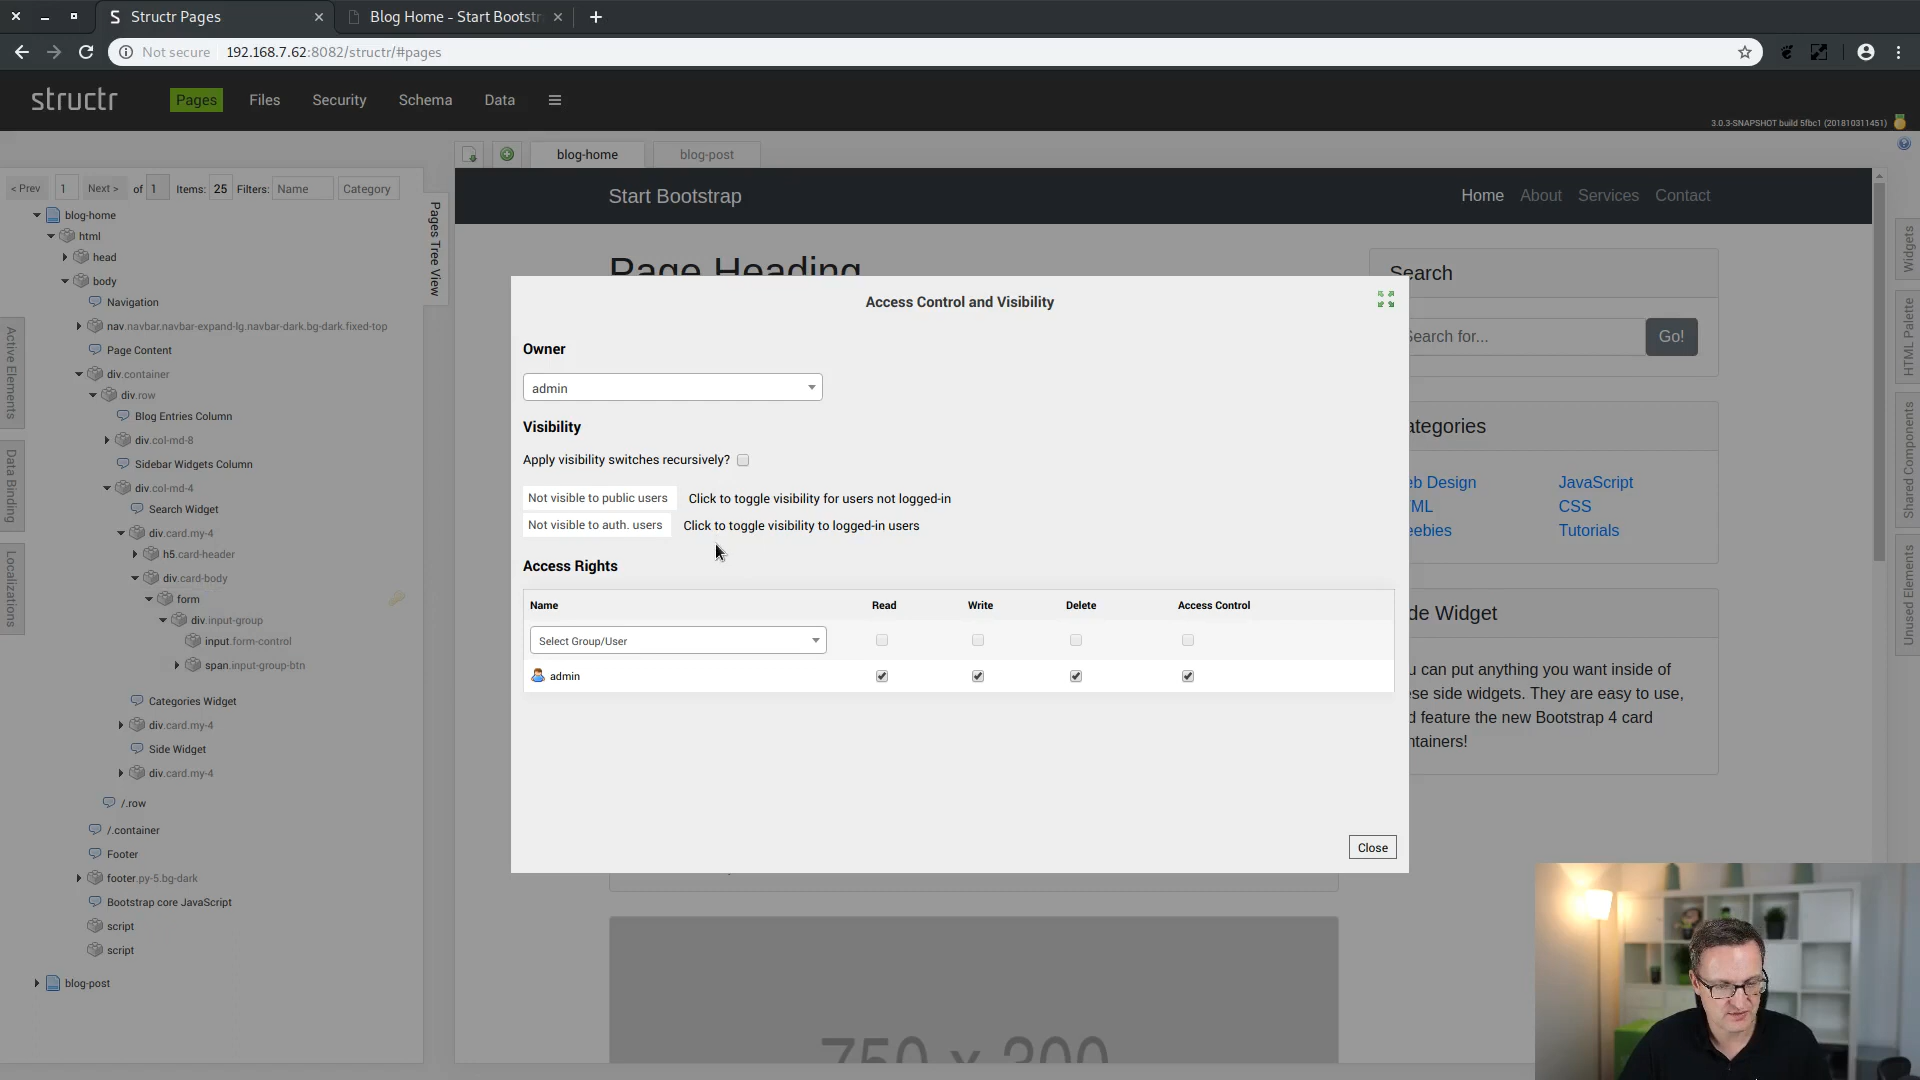 Structr Pages
Blog Home - Start Bootstr
Not secure
192.168.7.62:8082/structr/#pages
structr
Pages
Files
Security
Schema
Data
3.0.3-SNAPSHOT build 5fbc1 (201810311451)
blog-home
blog-post
< Prev
1
Next >
of
1
Items:
25
Filters:
Name
Category
Pages Tree View
Active Elements
Data Binding
Localizations
blog-home
html
head
body
Navigation
nav.navbar.navbar-expand-lg.navbar-dark.bg-dark.fixed-top
Page Content
div.container
div.row
Blog Entries Column
div.col-md-8
Sidebar Widgets Column
div.col-md-4
Search Widget
div.card.my-4
h5.card-header
div.card-body
form
div.input-group
input.form-control
span.input-group-btn
Categories Widget
div.card.my-4
Side Widget
div.card.my-4
/.row
/.container
Footer
footer.py-5.bg-dark
Bootstrap core JavaScript
script
script
blog-post
Start Bootstrap
Home
About
Services
Contact
Page Heading
Access Control and Visibility
Owner
admin
Visibility
Apply visibility switches recursively?
Not visible to public users
Click to toggle visibility for users not logged-in
Not visible to auth. users
Click to toggle visibility to logged-in users
Access Rights
Name
Read
Write
Delete
Access Control
Select Group/User
admin
Close
Search
earch for...
Go!
ategories
eb Design
JavaScript
ML
CSS
eebies
Tutorials
de Widget
u can put anything you want inside of
ese side widgets. They are easy to use,
d feature the new Bootstrap 4 card
ntainers!
Widgets
HTML Palette
Shared Components
Unused Elements
750 x 300